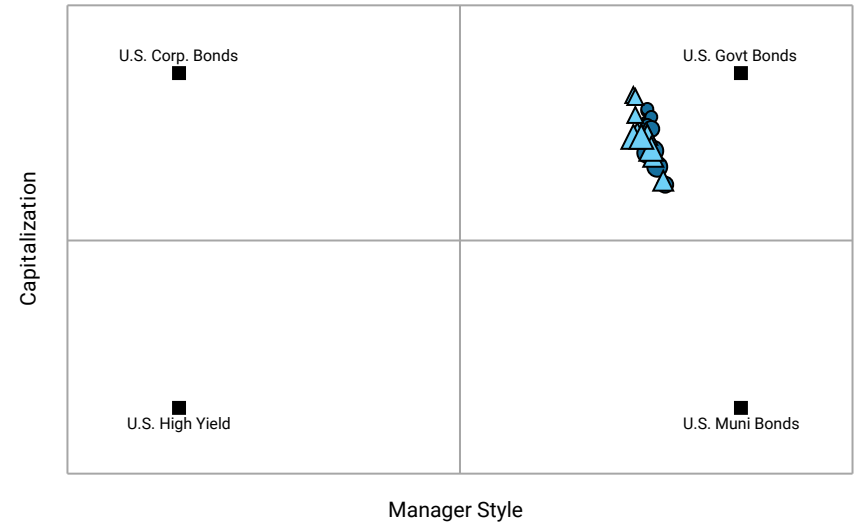 U.S. Corp. Bonds
U.S. Govt Bonds
Capitalization
U.S. High Yield
U.S. Muni Bonds
Manager Style